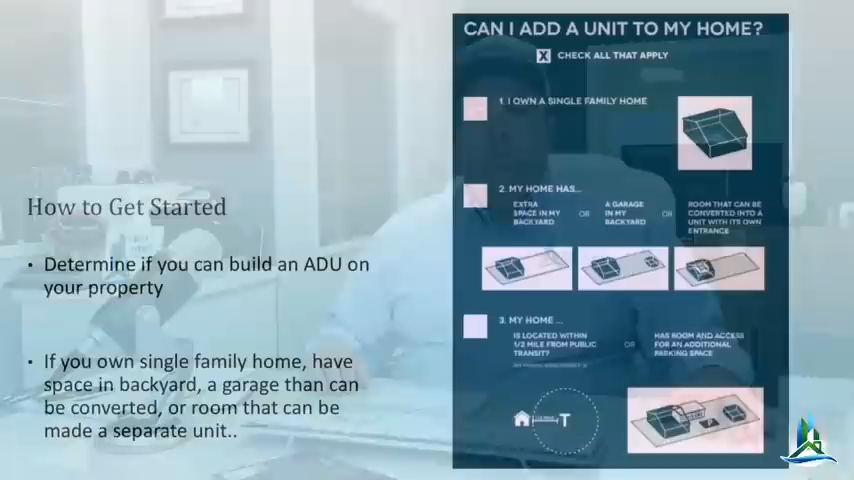 CAN I ADD A UNIT TO MY HOME?
X CHECK ALL THAT APPLY
1. I OWN A SINGLE FAMILY HOME
2. MY HOME HAS...
EXTRA
SPACE IN MY
BACKYARD
OR
A GARAGE
IN MY
BACKYARD
OR
ROOM THAT CAN BE
CONVERTED INTO A
UNIT WITH ITS OWN
ENTRANCE
3. MY HOME ...
IS LOCATED WITHIN
1/2 MILE FROM PUBLIC
TRANSIT?
OR
HAS ROOM AND ACCESS
FOR AN ADDITIONAL
PARKING SPACE
T
P
How to Get Started
• Determine if you can build an ADU on
your property
• If you own single family home, have
space in backyard, a garage than can
be converted, or room that can be
made a separate unit..